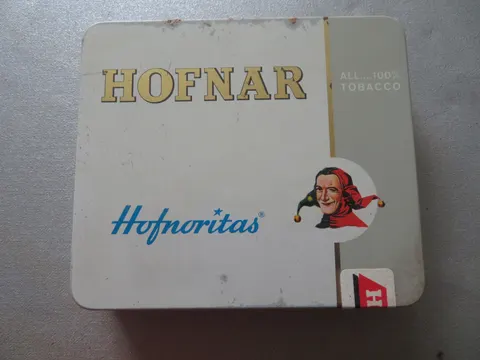 HOFNAR
ALL...100%
TOBACCO
Hofnoritas®
H